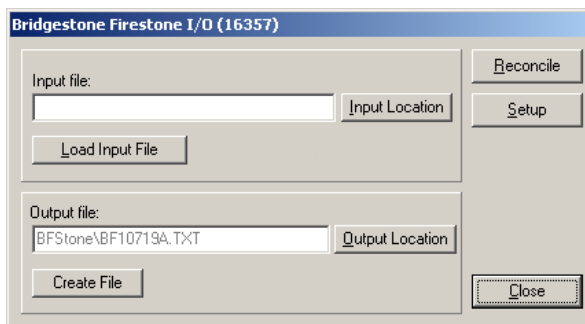 Bridgestone Firestone I/O (16357)
Input file:
Input Location
Load Input File
Reconcile
Setup
Output file:
BFStone\BF10719A.TXT
Output Location
Create File
Close